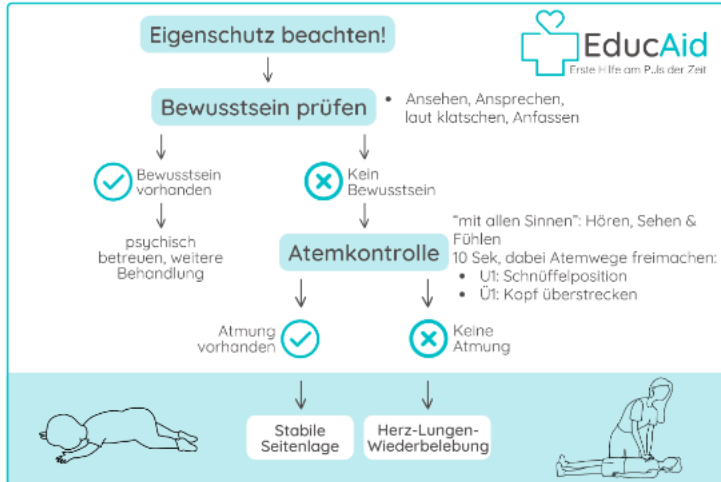 Eigenschutz beachten!
EducAid
Erste Hilfe am Puls der Zeit
Bewusstsein prüfen
• Ansehen, Ansprechen,
laut klatschen, Anfassen
Bewusstsein
vorhanden
Kein
Bewusstsein
psychisch
betreuen, weitere
Behandlung
Atemkontrolle
"mit allen Sinnen": Hören, Sehen &
Fühlen
10 Sek, dabei Atemwege freimachen:
• U1: Schnüffelposition
• Ü1: Kopf überstrecken
Atmung
vorhanden
Keine
Atmung
Stabile
Seitenlage
Herz-Lungen-
Wiederbelebung